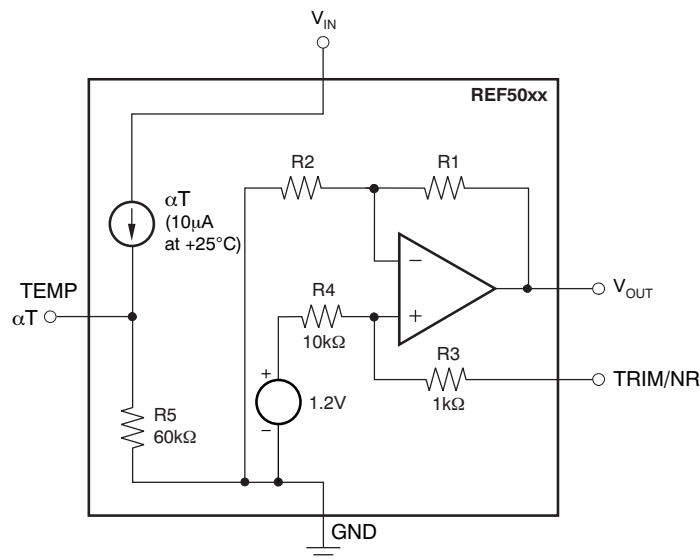 V_IN
REF50xx
R2
R1
αT
(10µA
at +25°C)
−
TEMP
αT
R4
10kΩ
+
V_OUT
R3
1kΩ
TRIM/NR
+
1.2V
−
R5
60kΩ
GND